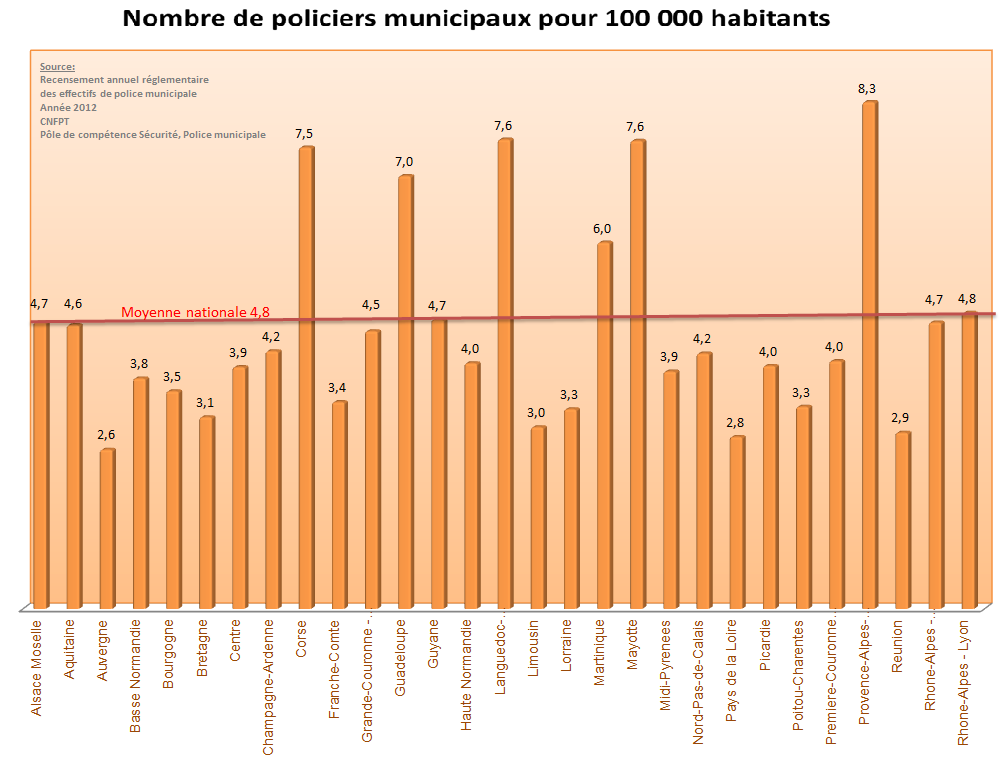 Nombre de policiers municipaux pour 100 000 habitants
Source:
Recensement annuel réglementaire
des effectifs de police municipale
Année 2012
CNFPT
Pôle de compétence Sécurité, Police municipale
Moyenne nationale 4,8
4,7
4,6
2,6
3,8
3,5
3,1
3,9
4,2
7,5
3,4
4,5
7,0
4,7
4,0
7,6
3,0
3,3
6,0
7,6
3,9
4,2
2,8
4,0
3,3
4,0
8,3
2,9
4,7
4,8
Alsace Moselle
Aquitaine
Auvergne
Basse Normandie
Bourgogne
Bretagne
Centre
Champagne-Ardenne
Corse
Franche-Comte
Grande-Couronne -...
Guadeloupe
Guyane
Haute Normandie
Languedoc-...
Limousin
Lorraine
Martinique
Mayotte
Midi-Pyrenees
Nord-Pas-de-Calais
Pays de la Loire
Picardie
Poitou-Charentes
Premiere-Couronne...
Provence-Alpes-...
Reunion
Rhone-Alpes -...
Rhone-Alpes - Lyon